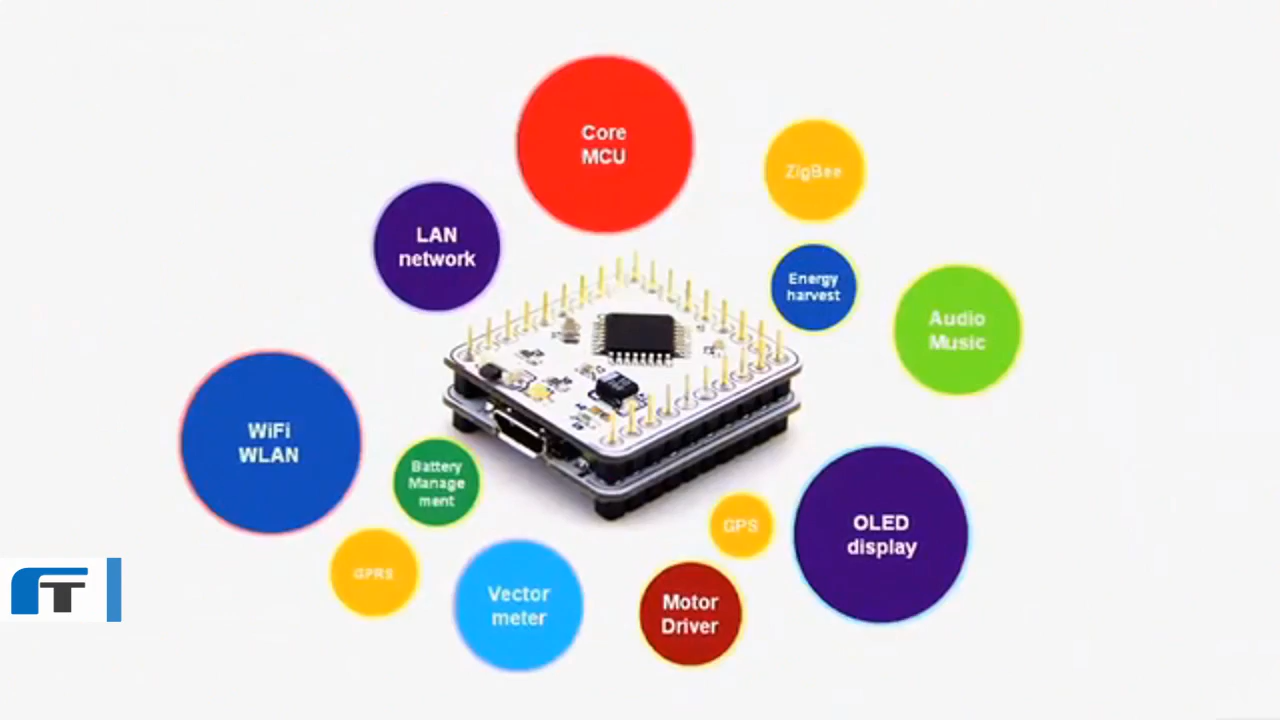 Core
MCU
ZigBee
LAN
network
Energy
harvest
Audio
Music
WiFi
WLAN
Battery
Manage
ment
OLED
display
GPS
GPRS
Vector
meter
Motor
Driver
FT